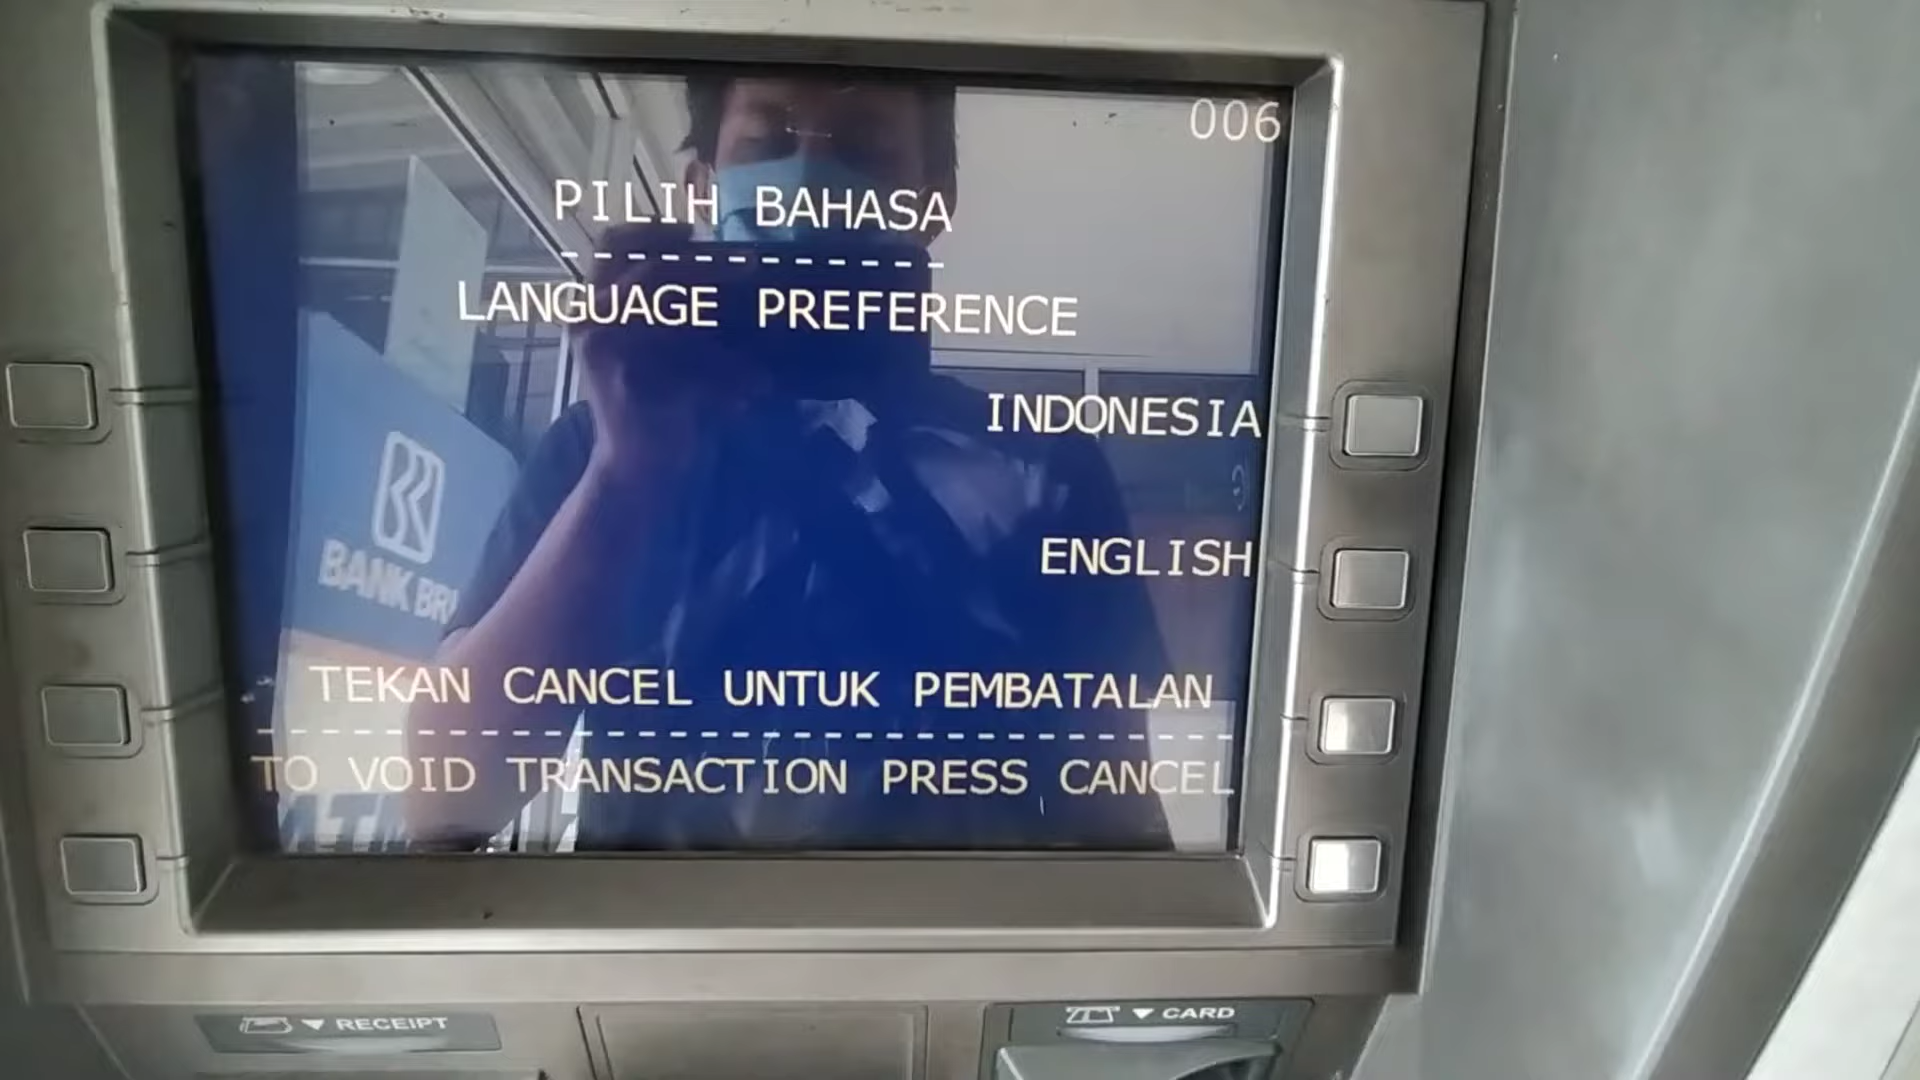 006
PILIH BAHASA
------------
LANGUAGE PREFERENCE
INDONESIA
ENGLISH
BANK BRI
TEKAN CANCEL UNTUK PEMBATALAN
------------------------------
TO VOID TRANSACTION PRESS CANCEL
RECEIPT
CARD